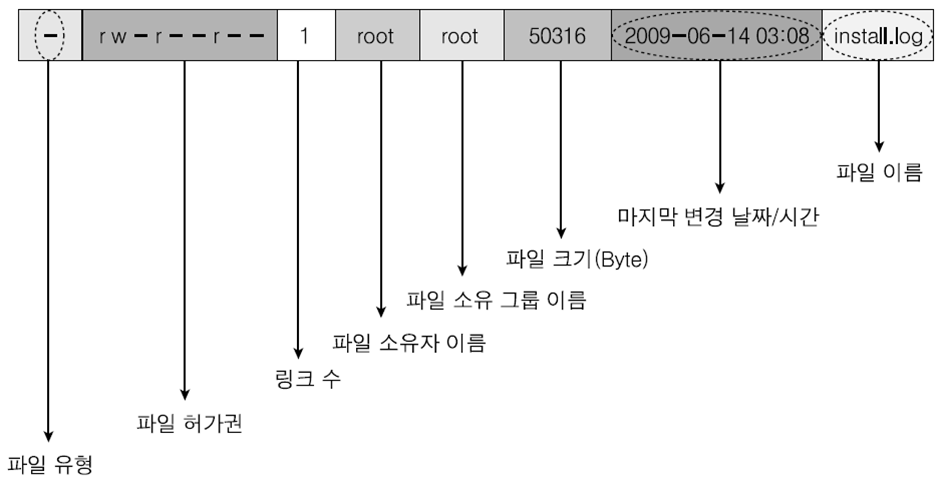 - rw-r--r-- 1 root root 50316 2009-06-14 03:08 install.log
파일 이름
마지막 변경 날짜/시간
파일 크기(Byte)
파일 소유 그룹 이름
파일 소유자 이름
링크 수
파일 허가권
파일 유형